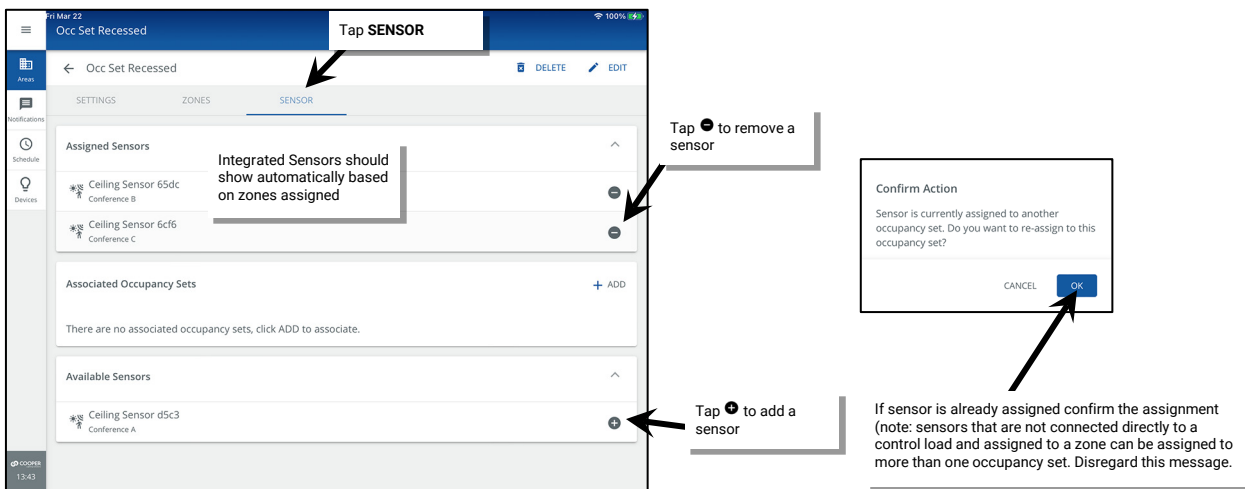 Fri Mar 22
100%
Occ Set Recessed
Tap SENSOR
Areas
Occ Set Recessed
DELETE
EDIT
Notifications
SETTINGS
ZONES
SENSOR
Schedule
Assigned Sensors
Devices
Integrated Sensors should
show automatically based
on zones assigned
Ceiling Sensor 65dc
Conference B
Ceiling Sensor 6cf6
Conference C
Tap to remove a
sensor
Associated Occupancy Sets
+ ADD
There are no associated occupancy sets, click ADD to associate.
Available Sensors
Ceiling Sensor d5c3
Conference A
Tap to add a
sensor
COOPER
13:43
Confirm Action
Sensor is currently assigned to another
occupancy set. Do you want to re-assign to this
occupancy set?
CANCEL
OK
If sensor is already assigned confirm the assignment
(note: sensors that are not connected directly to a
control load and assigned to a zone can be assigned to
more than one occupancy set. Disregard this message.